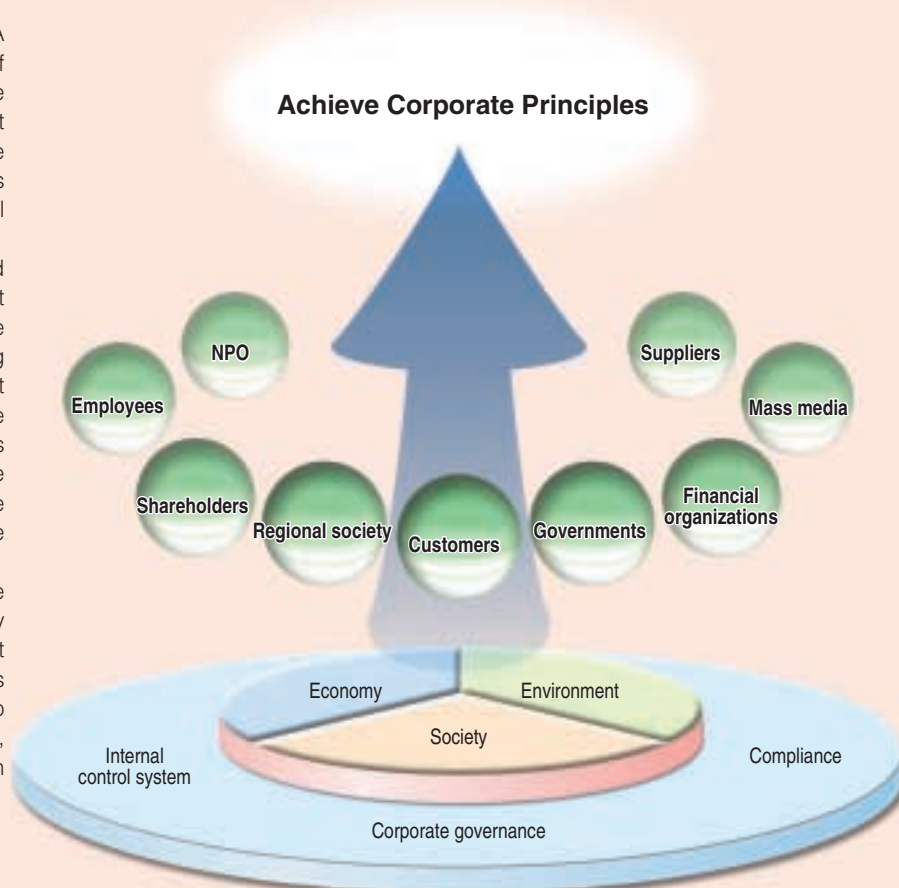 Achieve Corporate Principles
NPO
Suppliers
Employees
Mass media
Shareholders
Financial
organizations
Regional society
Governments
Customers
Economy
Environment
Society
Internal
control system
Compliance
Corporate governance